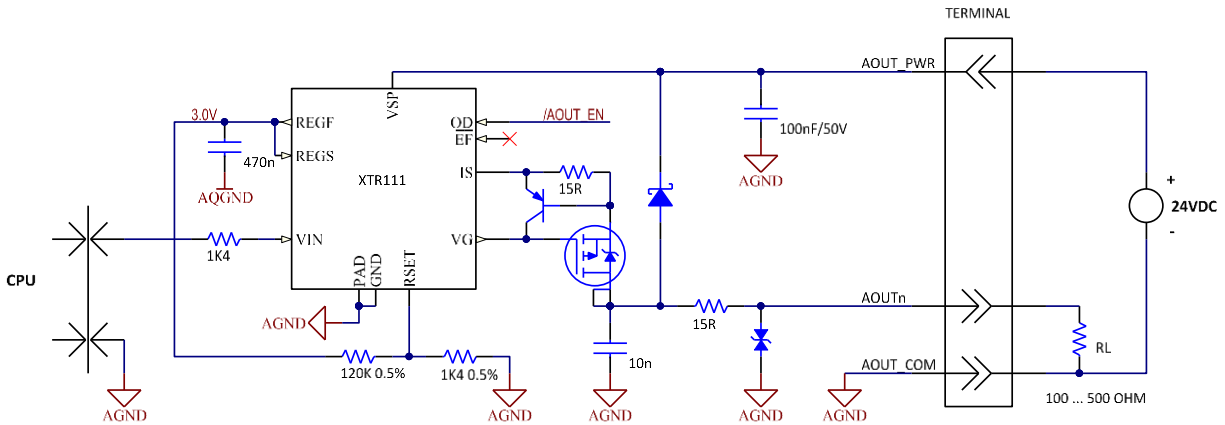 TERMINAL
AOUT_PWR
VSP
3.0V
REGF
OD
/AOUT_EN
EF
100nF/50V
470n
REGS
XTR111
IS
15R
AGND
AQGND
+
24VDC
-
VIN
VG
1K4
CPU
PAD
GND
RSET
AOUTn
AGND
15R
RL
120K 0.5%
1K4 0.5%
10n
AOUT_COM
100 ... 500 OHM
AGND
AGND
AGND
AGND
AGND